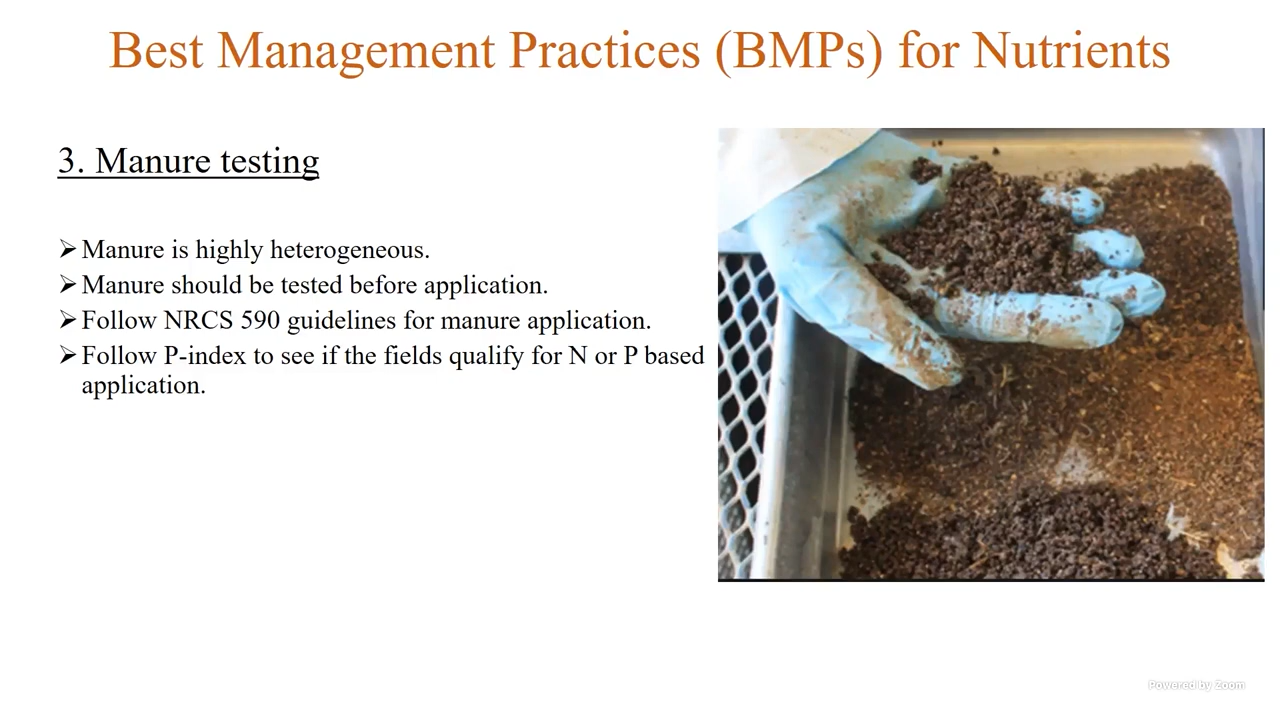 Best Management Practices (BMPs) for Nutrients
3. Manure testing
➢ Manure is highly heterogeneous.
➢ Manure should be tested before application.
➢ Follow NRCS 590 guidelines for manure application.
➢ Follow P-index to see if the fields qualify for N or P based
application.
Powered by Zoom